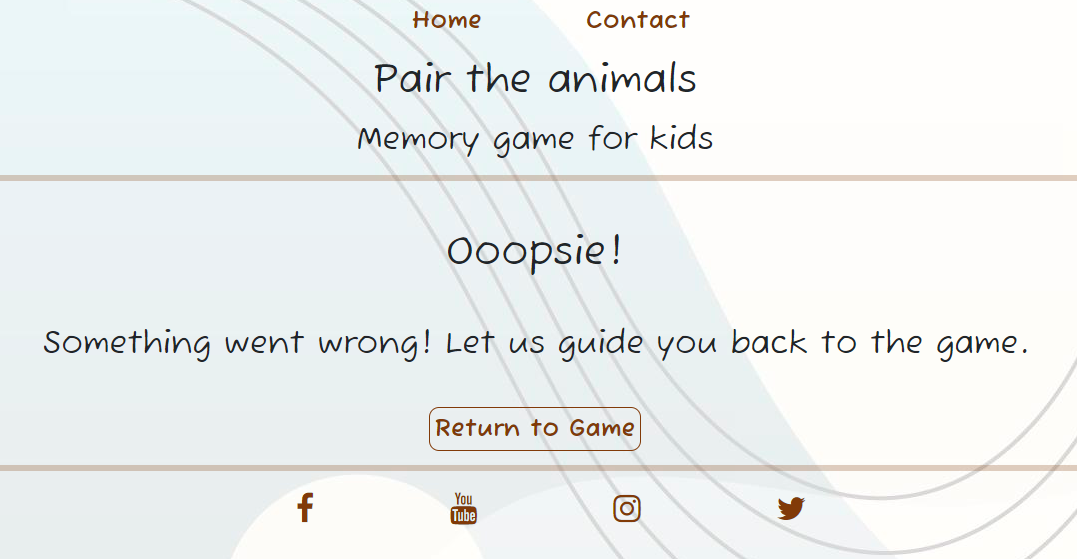 Home Contact
Pair the animals
Memory game for kids
Ooopsie!
Something went wrong! Let us guide you back to the game.
Return to Game
You
Tube